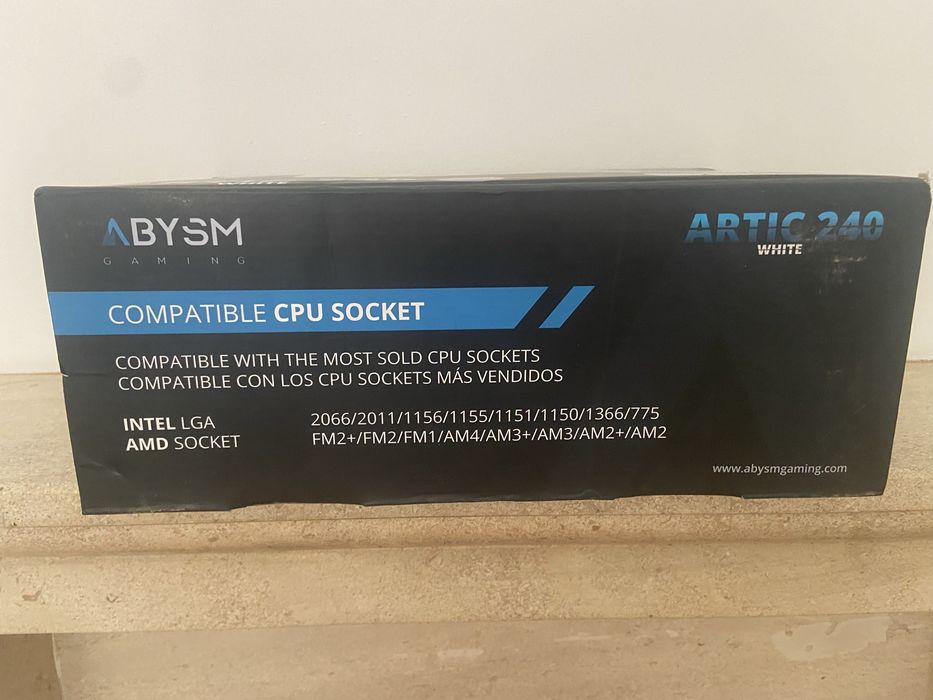 WHITE
ABYSM
GAMING
ARTIC 240
WHITE
COMPATIBLE CPU SOCKET
COMPATIBLE WITH THE MOST SOLD CPU SOCKETS
COMPATIBLE CON LOS CPU SOCKETS MÁS VENDIDOS
INTEL LGA 2066/2011/1156/1155/1151/1150/1366/775
AMD SOCKET FM2+/FM2/FM1/AM4/AM3+/AM3/AM2+/AM2
www.abysmgaming.com